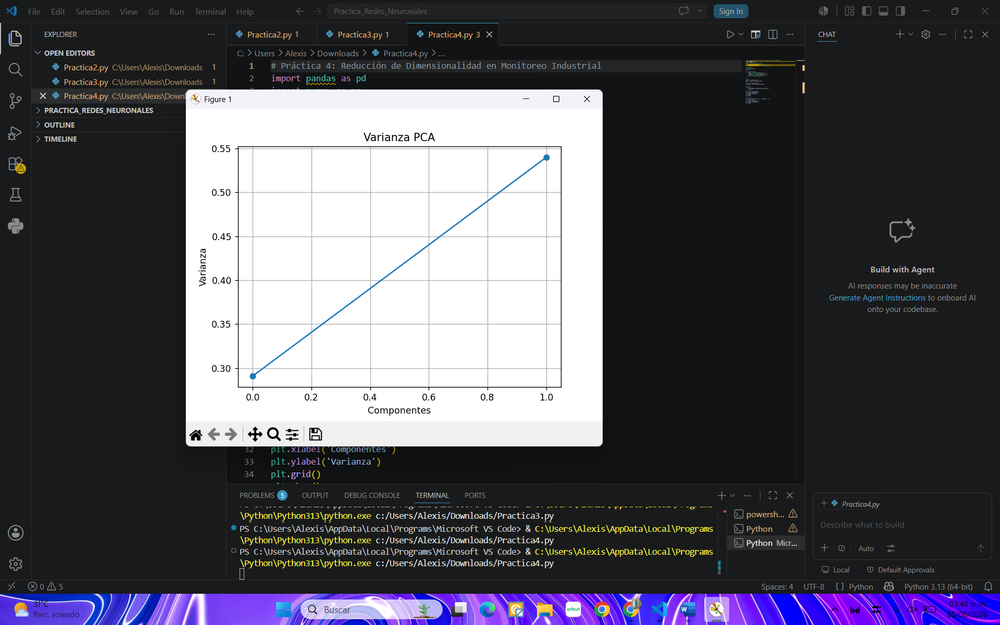 File Edit Selection View Go Run Terminal Help
Practica_Redes_Neuronales
Sign In
EXPLORER
OPEN EDITORS
Practica2.py C:\Users\Alexis\Downloads 1
Practica3.py C:\Users\Alexis\Downloads 1
Practica4.py C:\Users\Alexis\Downl
PRACTICA_REDES_NEURONALES
OUTLINE
TIMELINE
Practica2.py 1
Practica3.py 1
Practica4.py 3
C: > Users > Alexis > Downloads > Practica4.py > ...
1 # Práctica 4: Reducción de Dimensionalidad en Monitoreo Industrial
2 import pandas as pd
Figure 1
Varianza PCA
0.55
0.50
0.45
0.40
0.35
0.30
Varianza
0.0 0.2 0.4 0.6 0.8 1.0
Componentes
32 plt.xlabel('Componentes')
33 plt.ylabel('Varianza')
34 plt.grid()
PROBLEMS 5 OUTPUT DEBUG CONSOLE TERMINAL PORTS
\Python\Python313\python.exe c:/Users/Alexis/Downloads/Practica3.py
PS C:\Users\Alexis\AppData\Local\Programs\Microsoft VS Code> & C:\Users\Alexis\AppData\Local\Programs
\Python\Python313\python.exe c:/Users/Alexis/Downloads/Practica4.py
PS C:\Users\Alexis\AppData\Local\Programs\Microsoft VS Code> & C:\Users\Alexis\AppData\Local\Programs
\Python\Python313\python.exe c:/Users/Alexis/Downloads/Practica4.py
powersh...
Python
Python Micr...
CHAT
Build with Agent
AI responses may be inaccurate
Generate Agent Instructions to onboard AI
onto your codebase.
Practica4.py
Describe what to build
Auto
Local Default Approvals
0 5
Spaces: 4 UTF-8 { } Python Python 3.13 (64-bit)
31°C
Parc. soleado
Buscar
cricut
03:48 p. m.
05/06/2026